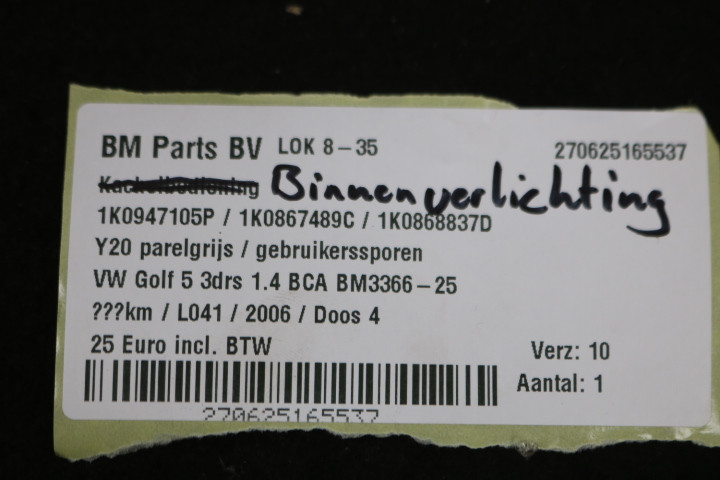 BM Parts BV LOK 8-35 270625165537
Kachelbediening Binnenverlichting
1K0947105P / 1K0867489C / 1K0868837D
Y20 parelgrijs / gebruikerssporen
VW Golf 5 3drs 1.4 BCA BM3366-25
???km / L041 / 2006 / Doos 4
25 Euro incl. BTW Verz: 10
Aantal: 1
270625165537